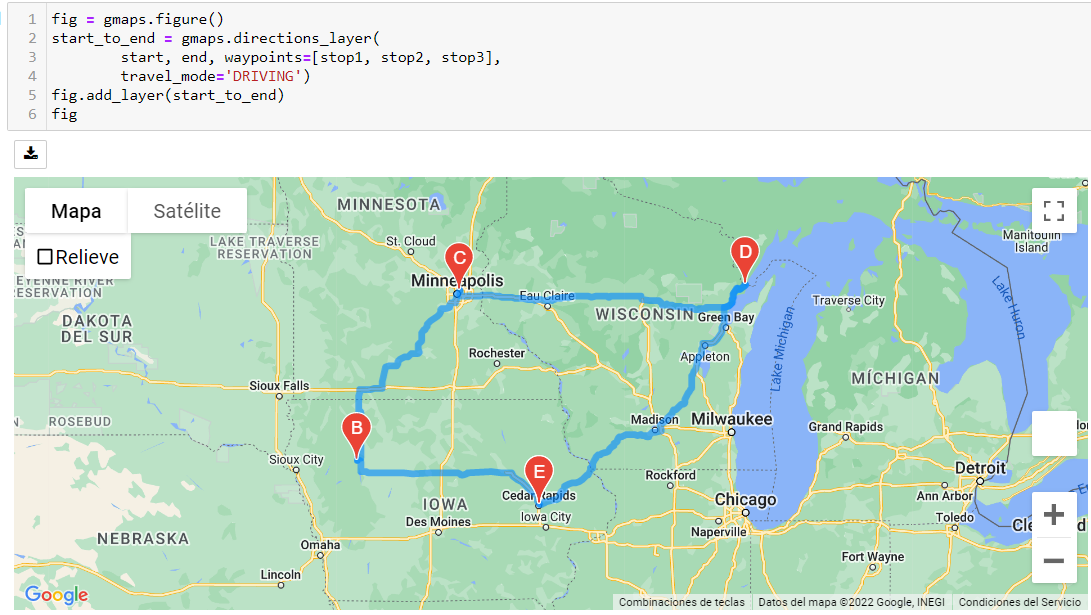 1 fig = gmaps.figure()
2 start_to_end = gmaps.directions_layer(
3 start, end, waypoints=[stop1, stop2, stop3],
4 travel_mode='DRIVING')
5 fig.add_layer(start_to_end)
6 fig
Mapa
Satélite
Relieve
MINNESOTA
St. Cloud
LAKE TRAVERSE
RESERVATION
Manitoulin
Island
C
D
Minneapolis
EYENNE RIVER
RESERVATION
Eau Claire
Traverse City
Lake Huron
DAKOTA
DEL SUR
WISCONSIN
Green Bay
Lake Michigan
Rochester
Appleton
Sioux Falls
MÍCHIGAN
ROSEBUD
B
Madison
Milwaukee
Grand Rapids
Sioux City
E
Rockford
Detroit
Cedar Rapids
IOWA
Chicago
Ann Arbor
Iowa City
Des Moines
Toledo
Naperville
NEBRASKA
Omaha
Fort Wayne
Lincoln
Google
Combinaciones de teclas
Datos del mapa ©2022 Google, INEGI
Condiciones del Servicio